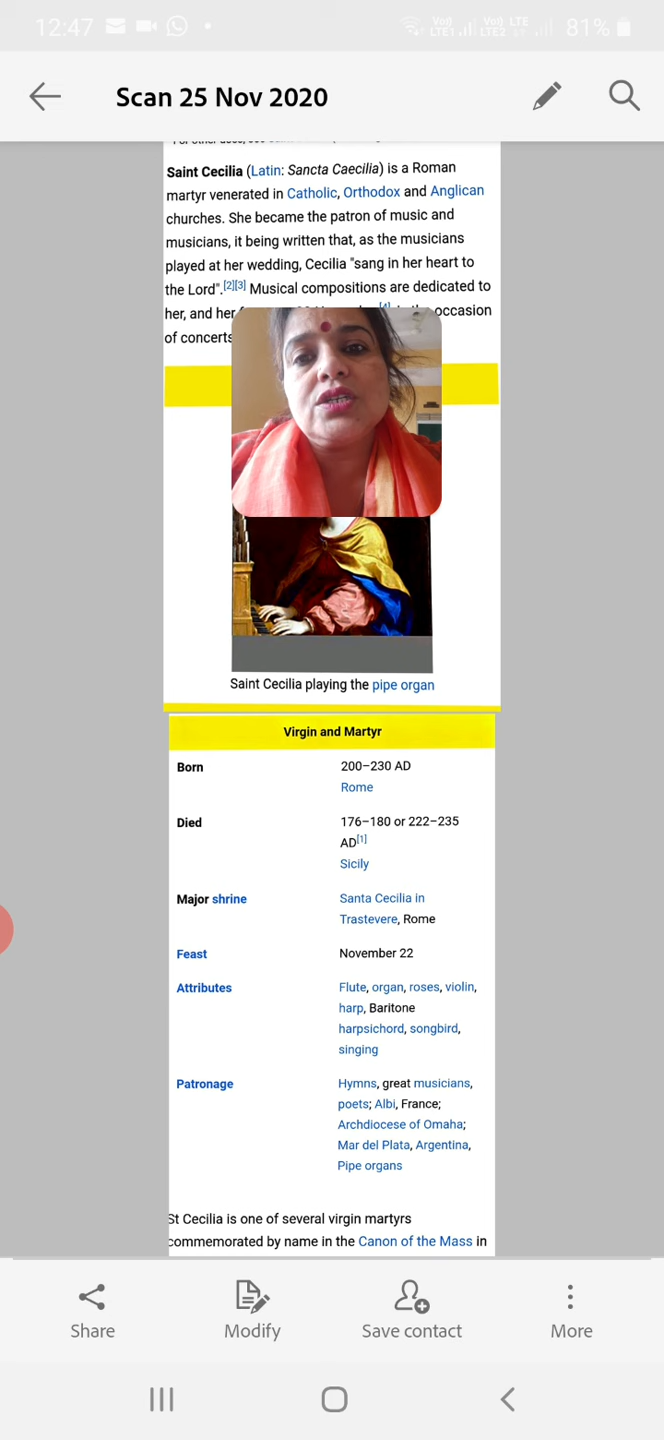 12:47
Vo)) LTE1 Vo)) LTE2 LTE 81%
Scan 25 Nov 2020
Saint Cecilia (Latin: Sancta Caecilia) is a Roman
martyr venerated in Catholic, Orthodox and Anglican
churches. She became the patron of music and
musicians, it being written that, as the musicians
played at her wedding, Cecilia "sang in her heart to
the Lord".[2][3] Musical compositions are dedicated to
her, and her occasion
of concerts
Saint Cecilia playing the pipe organ
Virgin and Martyr
Born 200–230 AD
Rome
Died 176–180 or 222–235
AD[1]
Sicily
Major shrine Santa Cecilia in
Trastevere, Rome
Feast November 22
Attributes Flute, organ, roses, violin,
harp, Baritone
harpsichord, songbird,
singing
Patronage Hymns, great musicians,
poets; Albi, France;
Archdiocese of Omaha;
Mar del Plata, Argentina,
Pipe organs
St Cecilia is one of several virgin martyrs
commemorated by name in the Canon of the Mass in
Share Modify Save contact More